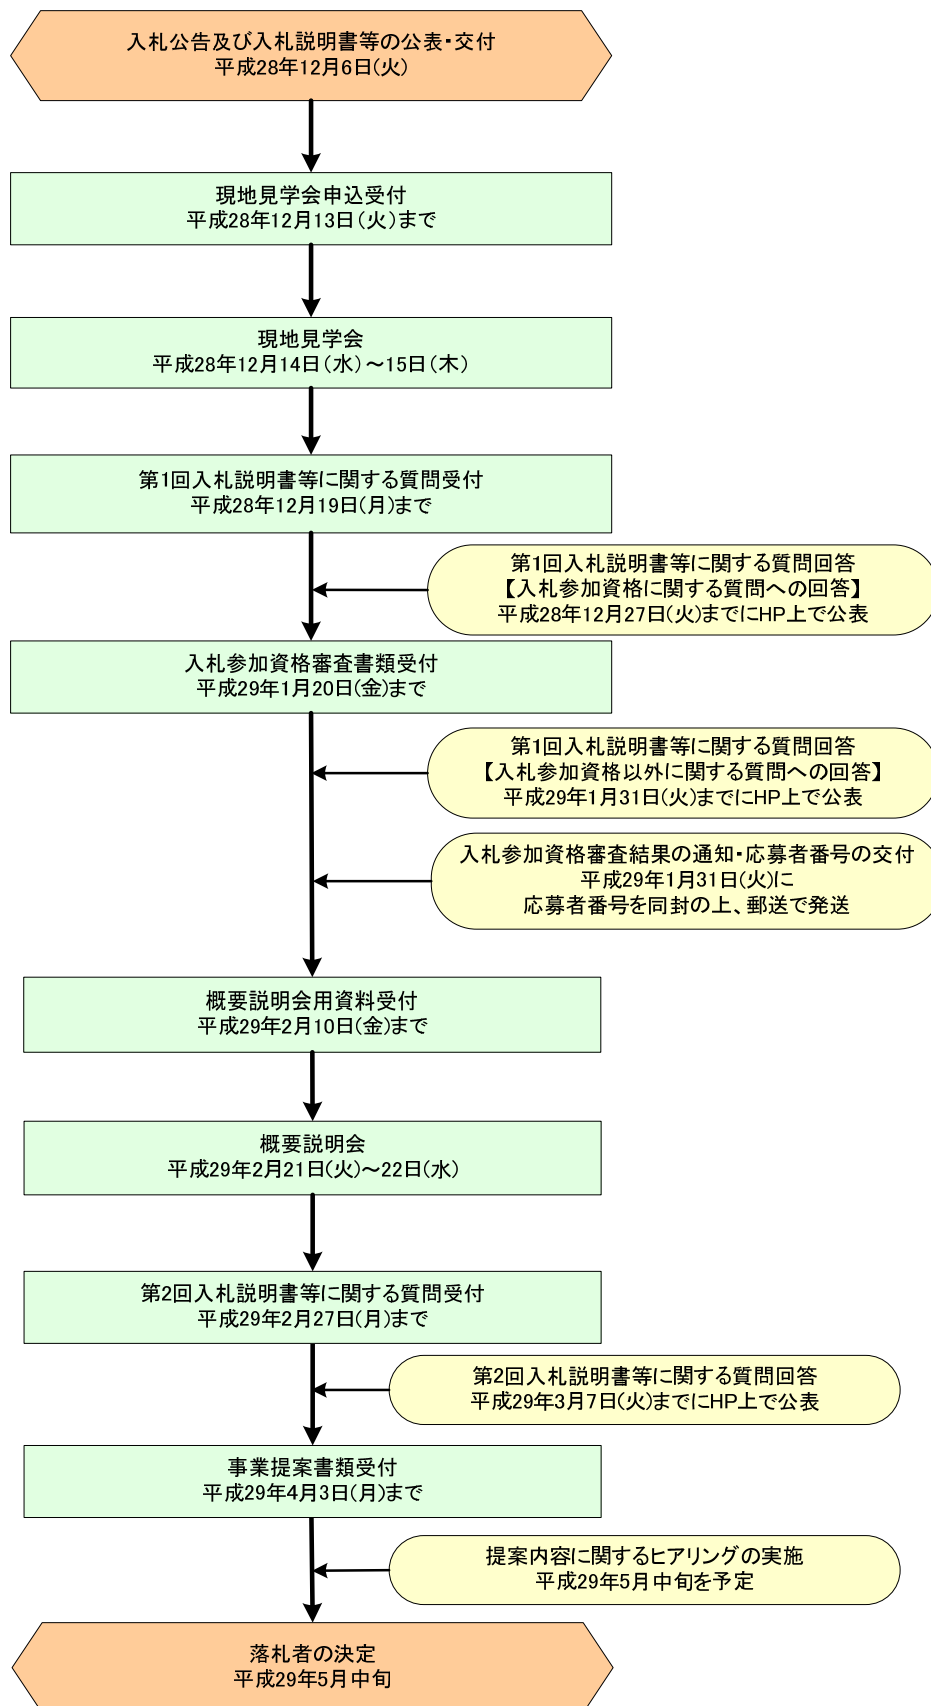 入札公告及び入札説明書等の公表・交付
平成28年12月6日(火)
現地見学会申込受付
平成28年12月13日(火)まで
現地見学会
平成28年12月14日(水)～15日(木)
第1回入札説明書等に関する質問受付
平成28年12月19日(月)まで
第1回入札説明書等に関する質問回答
【入札参加資格に関する質問への回答】
平成28年12月27日(火)までにHP上で公表
入札参加資格審査書類受付
平成29年1月20日(金)まで
第1回入札説明書等に関する質問回答
【入札参加資格以外に関する質問への回答】
平成29年1月31日(火)までにHP上で公表
入札参加資格審査結果の通知・応募者番号の交付
平成29年1月31日(火)に
応募者番号を同封の上、郵送で発送
概要説明会用資料受付
平成29年2月10日(金)まで
概要説明会
平成29年2月21日(火)～22日(水)
第2回入札説明書等に関する質問受付
平成29年2月27日(月)まで
第2回入札説明書等に関する質問回答
平成29年3月7日(火)までにHP上で公表
事業提案書類受付
平成29年4月3日(月)まで
提案内容に関するヒアリングの実施
平成29年5月中旬を予定
落札者の決定
平成29年5月中旬